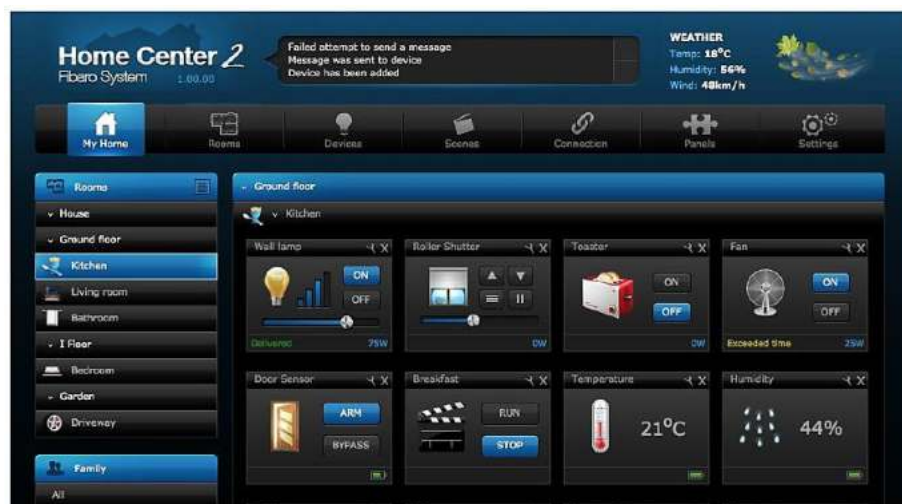 Home Center 2
Fibaro System 1.00.00
Failed attempt to send a message
Message was sent to device
Device has been added
WEATHER
Temp: 18°C
Humidity: 56%
Wind: 48km/h
My Home
Rooms
Devices
Scenes
Connection
Panels
Settings
Rooms
House
Ground floor
Kitchen
Living room
Bathroom
I Floor
Bedroom
Garden
Driveway
Family
All
Ground floor
Kitchen
Wall lamp
ON
OFF
Delivered 75W
Roller Shutter
0W
Toaster
ON
OFF
0W
Fan
ON
OFF
Exceeded time 25W
Door Sensor
ARM
BYPASS
Breakfast
RUN
STOP
Temperature
21°C
Humidity
44%